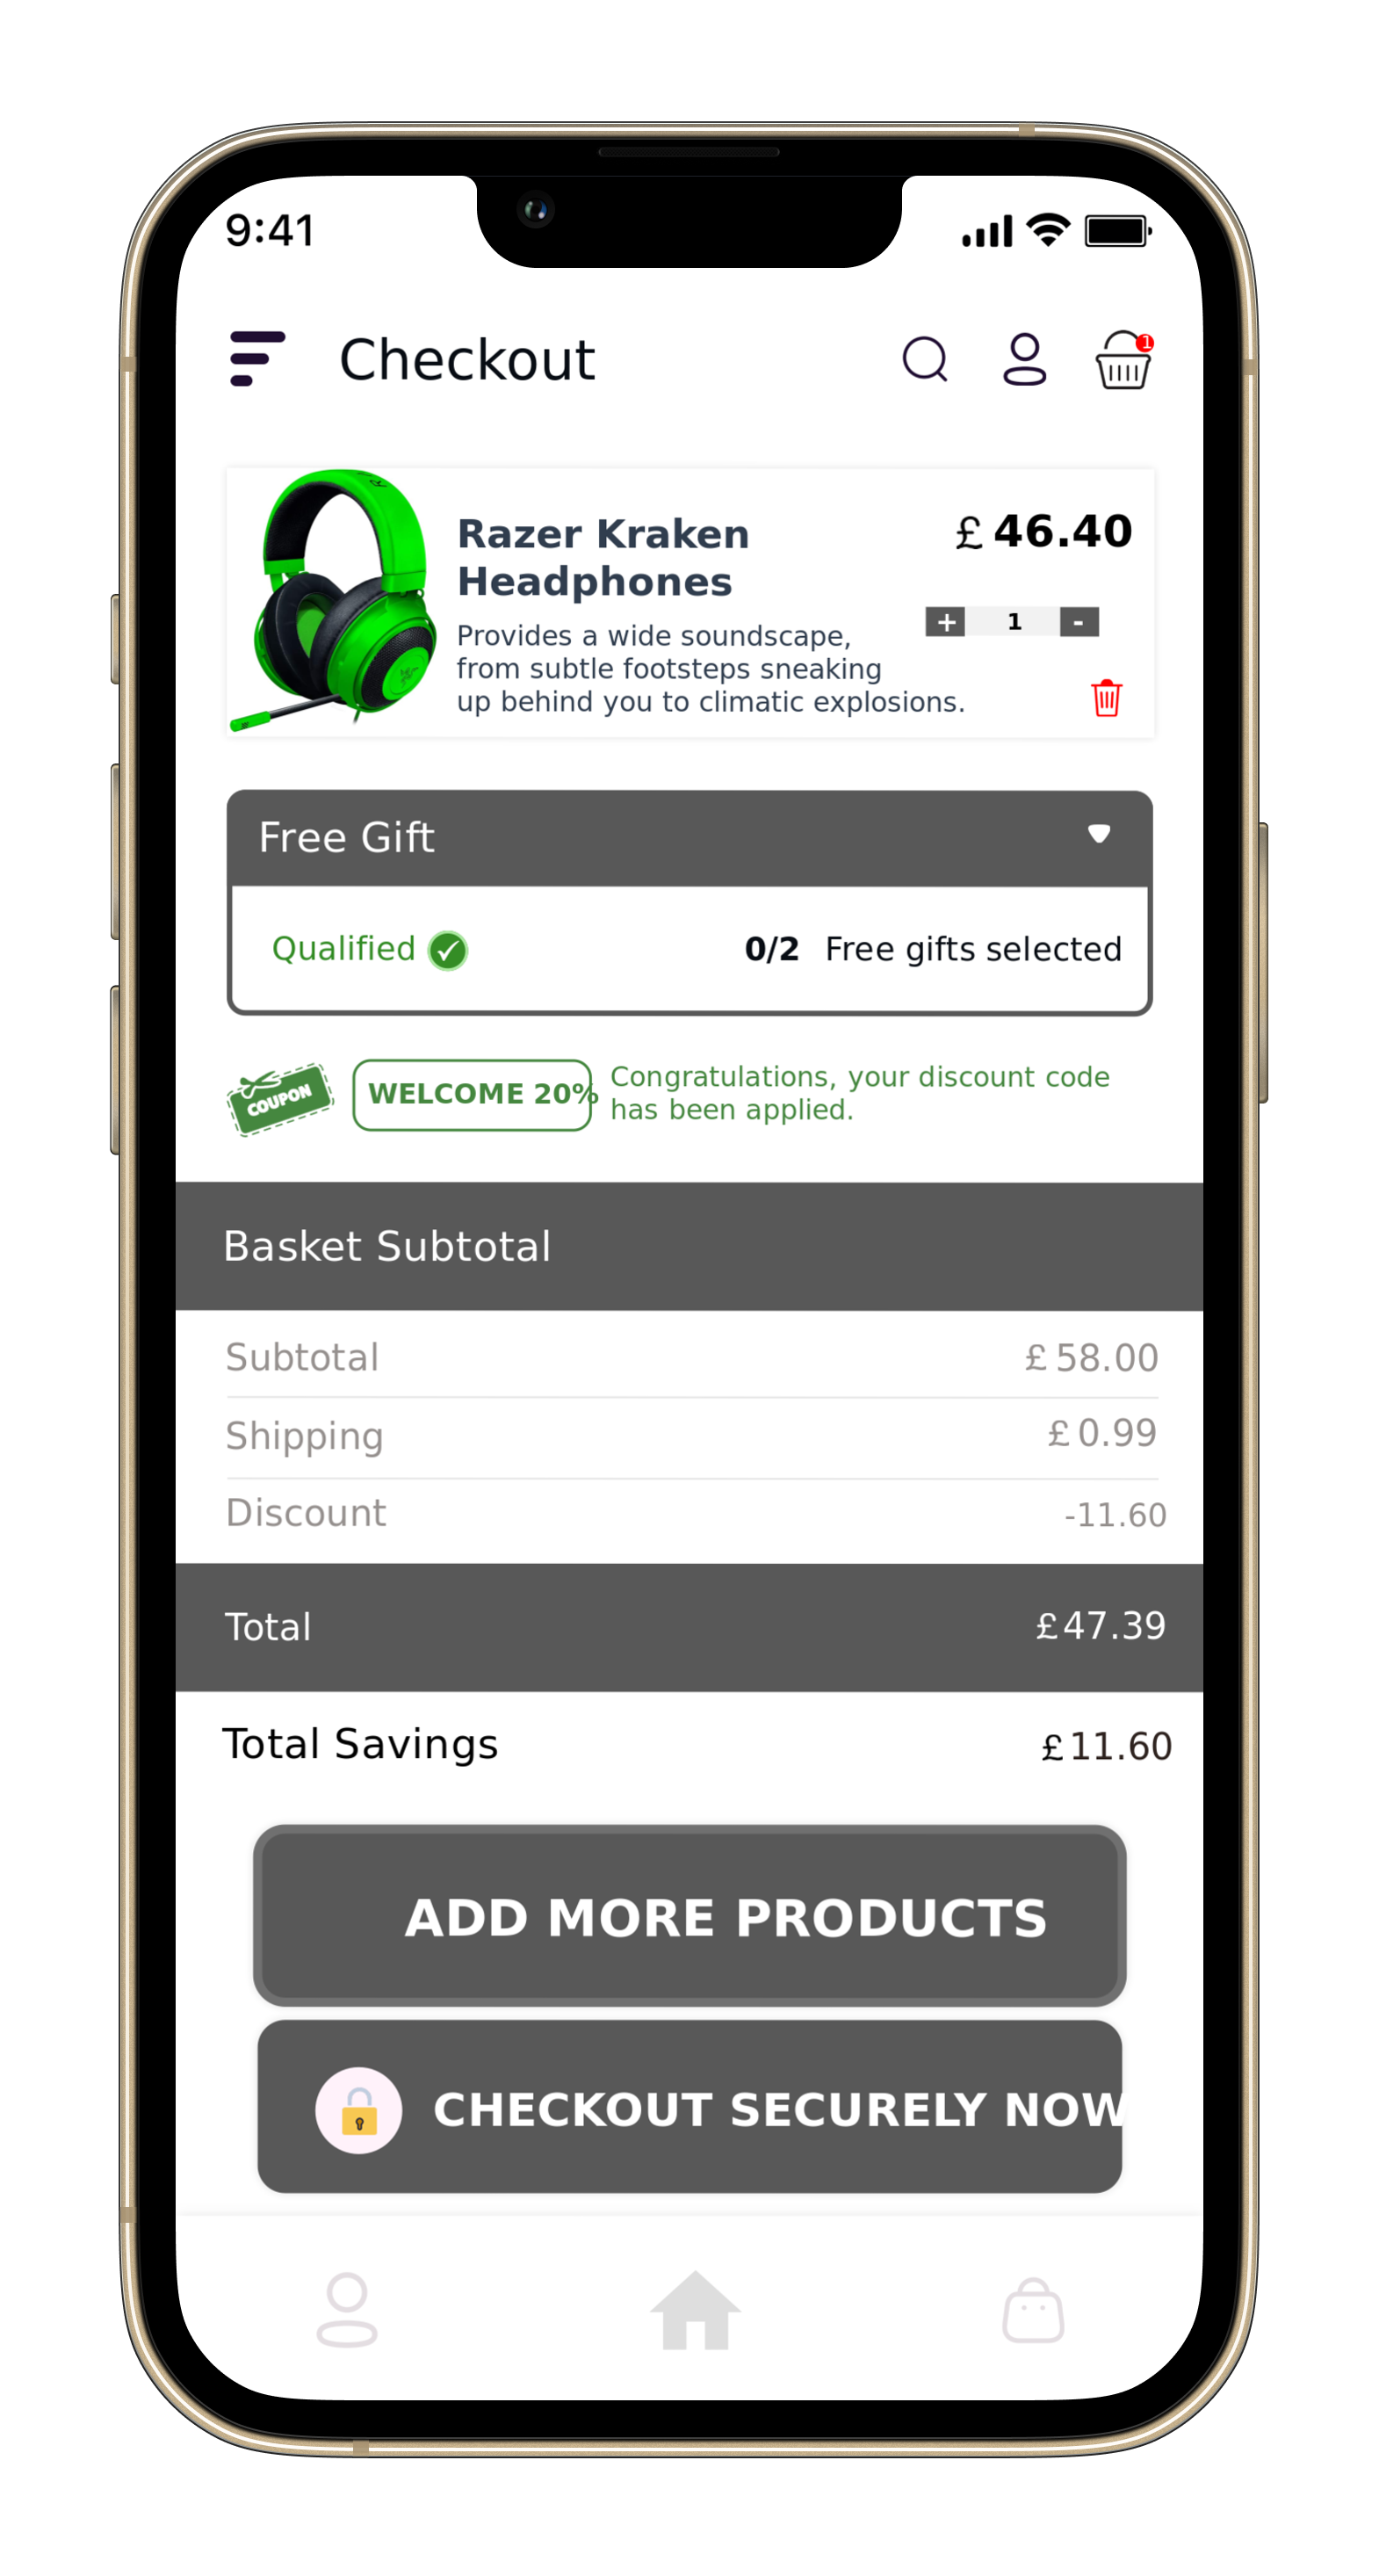 9:41
Checkout
1
Razer Kraken
Headphones
£ 46.40
Provides a wide soundscape,
from subtle footsteps sneaking
up behind you to climatic explosions.
+ 1 -
Free Gift
Qualified
0/2 Free gifts selected
COUPON
WELCOME 20%
Congratulations, your discount code
has been applied.
Basket Subtotal
Subtotal £ 58.00
Shipping £ 0.99
Discount -11.60
Total £ 47.39
Total Savings £ 11.60
ADD MORE PRODUCTS
CHECKOUT SECURELY NOW